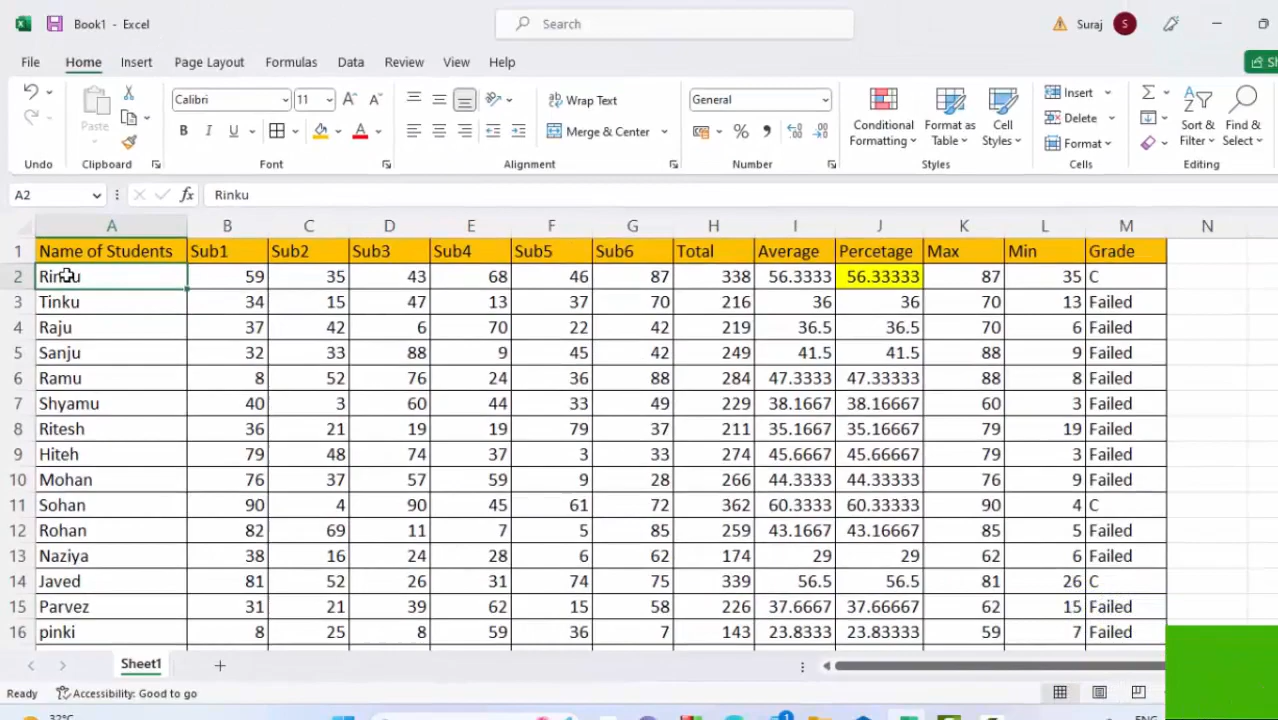 Book1 - Excel
Search
Suraj S
File Home Insert Page Layout Formulas Data Review View Help
Calibri 11 Wrap Text General Insert
Paste B I U A Merge & Center % Conditional Formatting Format as Table Cell Styles Delete Sort & Filter Find & Select
Format
Undo Clipboard Font Alignment Number Styles Cells Editing
A2 fx Rinku
A B C D E F G H I J K L M N
1 Name of Students Sub1 Sub2 Sub3 Sub4 Sub5 Sub6 Total Average Percetage Max Min Grade
2 Rinku 59 35 43 68 46 87 338 56.3333 56.33333 87 35 C
3 Tinku 34 15 47 13 37 70 216 36 36 70 13 Failed
4 Raju 37 42 6 70 22 42 219 36.5 36.5 70 6 Failed
5 Sanju 32 33 88 9 45 42 249 41.5 41.5 88 9 Failed
6 Ramu 8 52 76 24 36 88 284 47.3333 47.33333 88 8 Failed
7 Shyamu 40 3 60 44 33 49 229 38.1667 38.16667 60 3 Failed
8 Ritesh 36 21 19 19 79 37 211 35.1667 35.16667 79 19 Failed
9 Hiteh 79 48 74 37 3 33 274 45.6667 45.66667 79 3 Failed
10 Mohan 76 37 57 59 9 28 266 44.3333 44.33333 76 9 Failed
11 Sohan 90 4 90 45 61 72 362 60.3333 60.33333 90 4 C
12 Rohan 82 69 11 7 5 85 259 43.1667 43.16667 85 5 Failed
13 Naziya 38 16 24 28 6 62 174 29 29 62 6 Failed
14 Javed 81 52 26 31 74 75 339 56.5 56.5 81 26 C
15 Parvez 31 21 39 62 15 58 226 37.6667 37.66667 62 15 Failed
16 pinki 8 25 8 59 36 7 143 23.8333 23.83333 59 7 Failed
Sheet1
Ready Accessibility: Good to go
32°C ENG